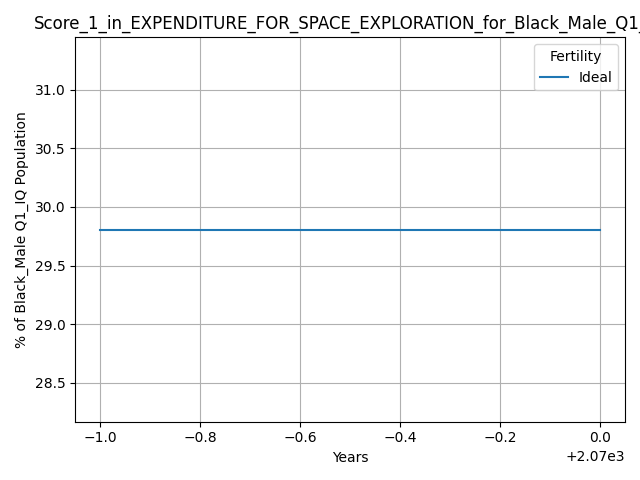 Score_1_in_EXPENDITURE_FOR_SPACE_EXPLORATION_for_Black_Male_Q1_
Fertility
Ideal
% of Black_Male Q1_IQ Population
31.0
30.5
30.0
29.5
29.0
28.5
−1.0 −0.8 −0.6 −0.4 −0.2 0.0
+2.07e3
Years